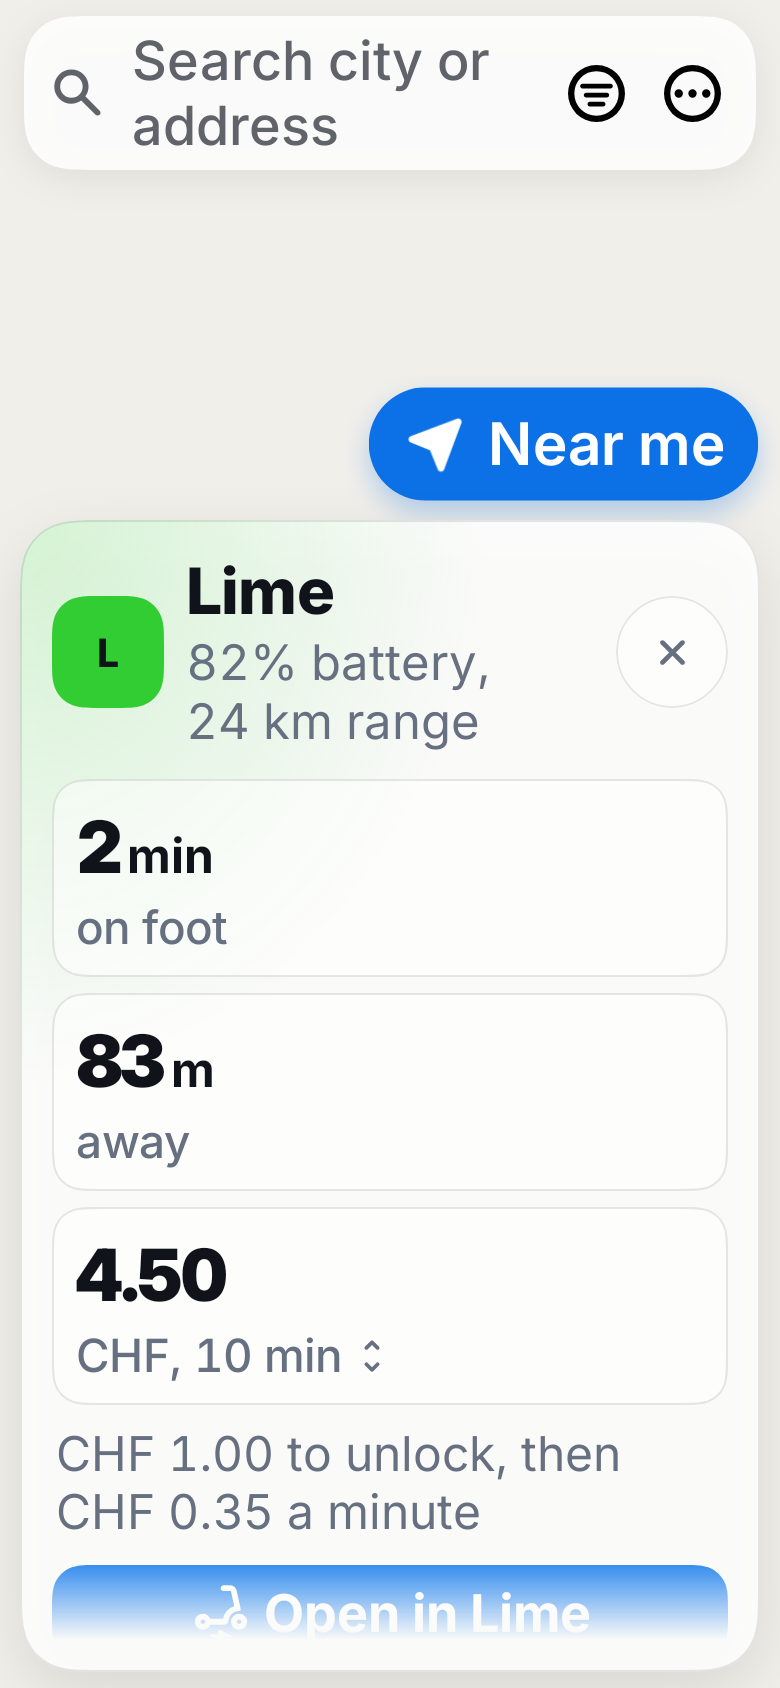 Search city or
address
Near me
Lime
L
82% battery,
24 km range
2 min
on foot
83 m
away
4.50
CHF, 10 min
CHF 1.00 to unlock, then
CHF 0.35 a minute
Open in Lime